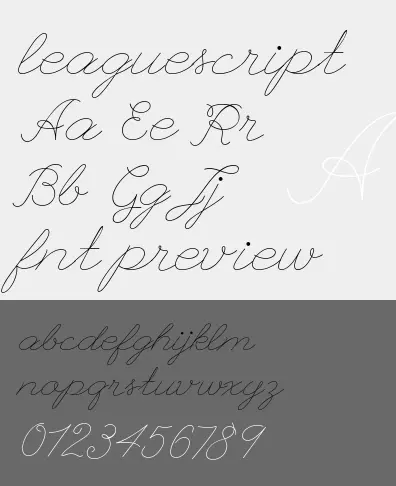 leaguescript
Aa Ee Rr
A
Bb Gg Jj
fnt preview
abcdefghijklm
nopqrstuvwxyz
0123456789